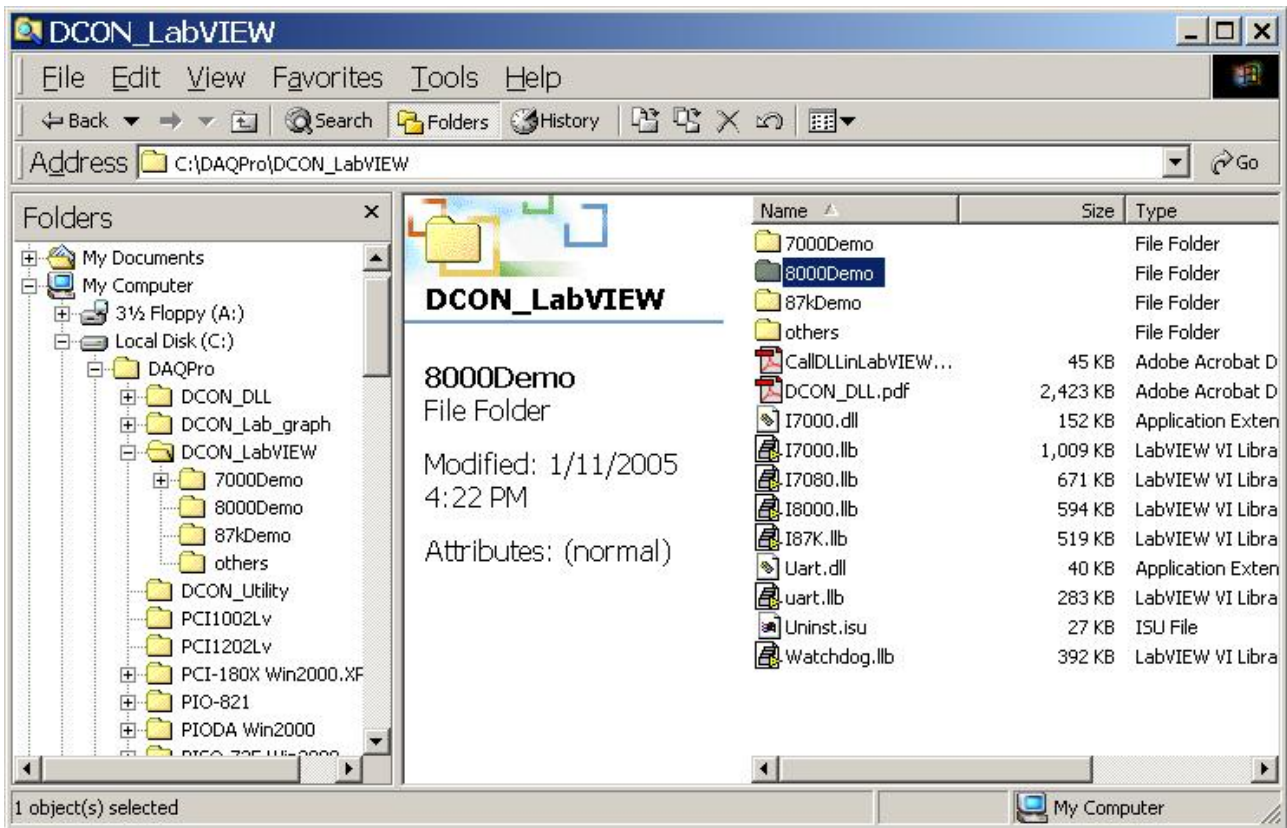 DCON_LabVIEW
File Edit View Favorites Tools Help
Back Search Folders History
Address C:\DAQPro\DCON_LabVIEW Go
Folders
My Documents
My Computer
3½ Floppy (A:)
Local Disk (C:)
DAQPro
DCON_DLL
DCON_Lab_graph
DCON_LabVIEW
7000Demo
8000Demo
87kDemo
others
DCON_Utility
PCI1002Lv
PCI1202Lv
PCI-180X Win2000.XF
PIO-821
PIODA Win2000
DCON_LabVIEW
8000Demo
File Folder
Modified: 1/11/2005
4:22 PM
Attributes: (normal)
Name Size Type
7000Demo File Folder
8000Demo File Folder
87kDemo File Folder
others File Folder
CallDLLinLabVIEW... 45 KB Adobe Acrobat D
DCON_DLL.pdf 2,423 KB Adobe Acrobat D
I7000.dll 152 KB Application Exten
I7000.llb 1,009 KB LabVIEW VI Libra
I7080.llb 671 KB LabVIEW VI Libra
I8000.llb 594 KB LabVIEW VI Libra
I87K.llb 519 KB LabVIEW VI Libra
Uart.dll 40 KB Application Exten
uart.llb 283 KB LabVIEW VI Libra
Uninst.isu 27 KB ISU File
Watchdog.llb 392 KB LabVIEW VI Libra
1 object(s) selected My Computer